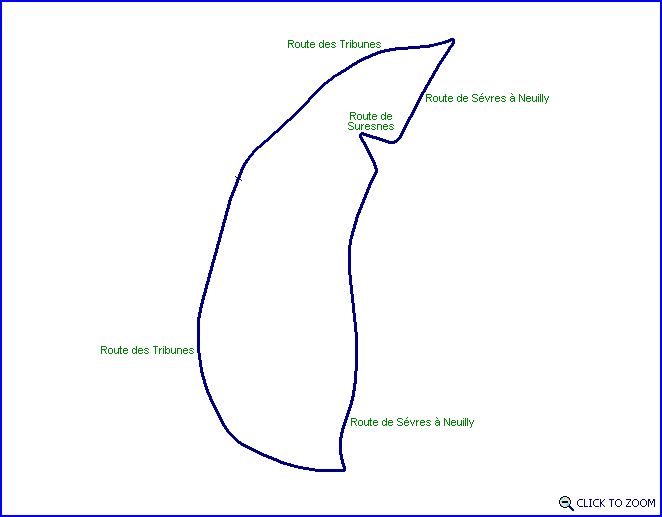 Route des Tribunes
Route de Sévres à Neuilly
Route de
Suresnes
Route des Tribunes
Route de Sévres à Neuilly
CLICK TO ZOOM